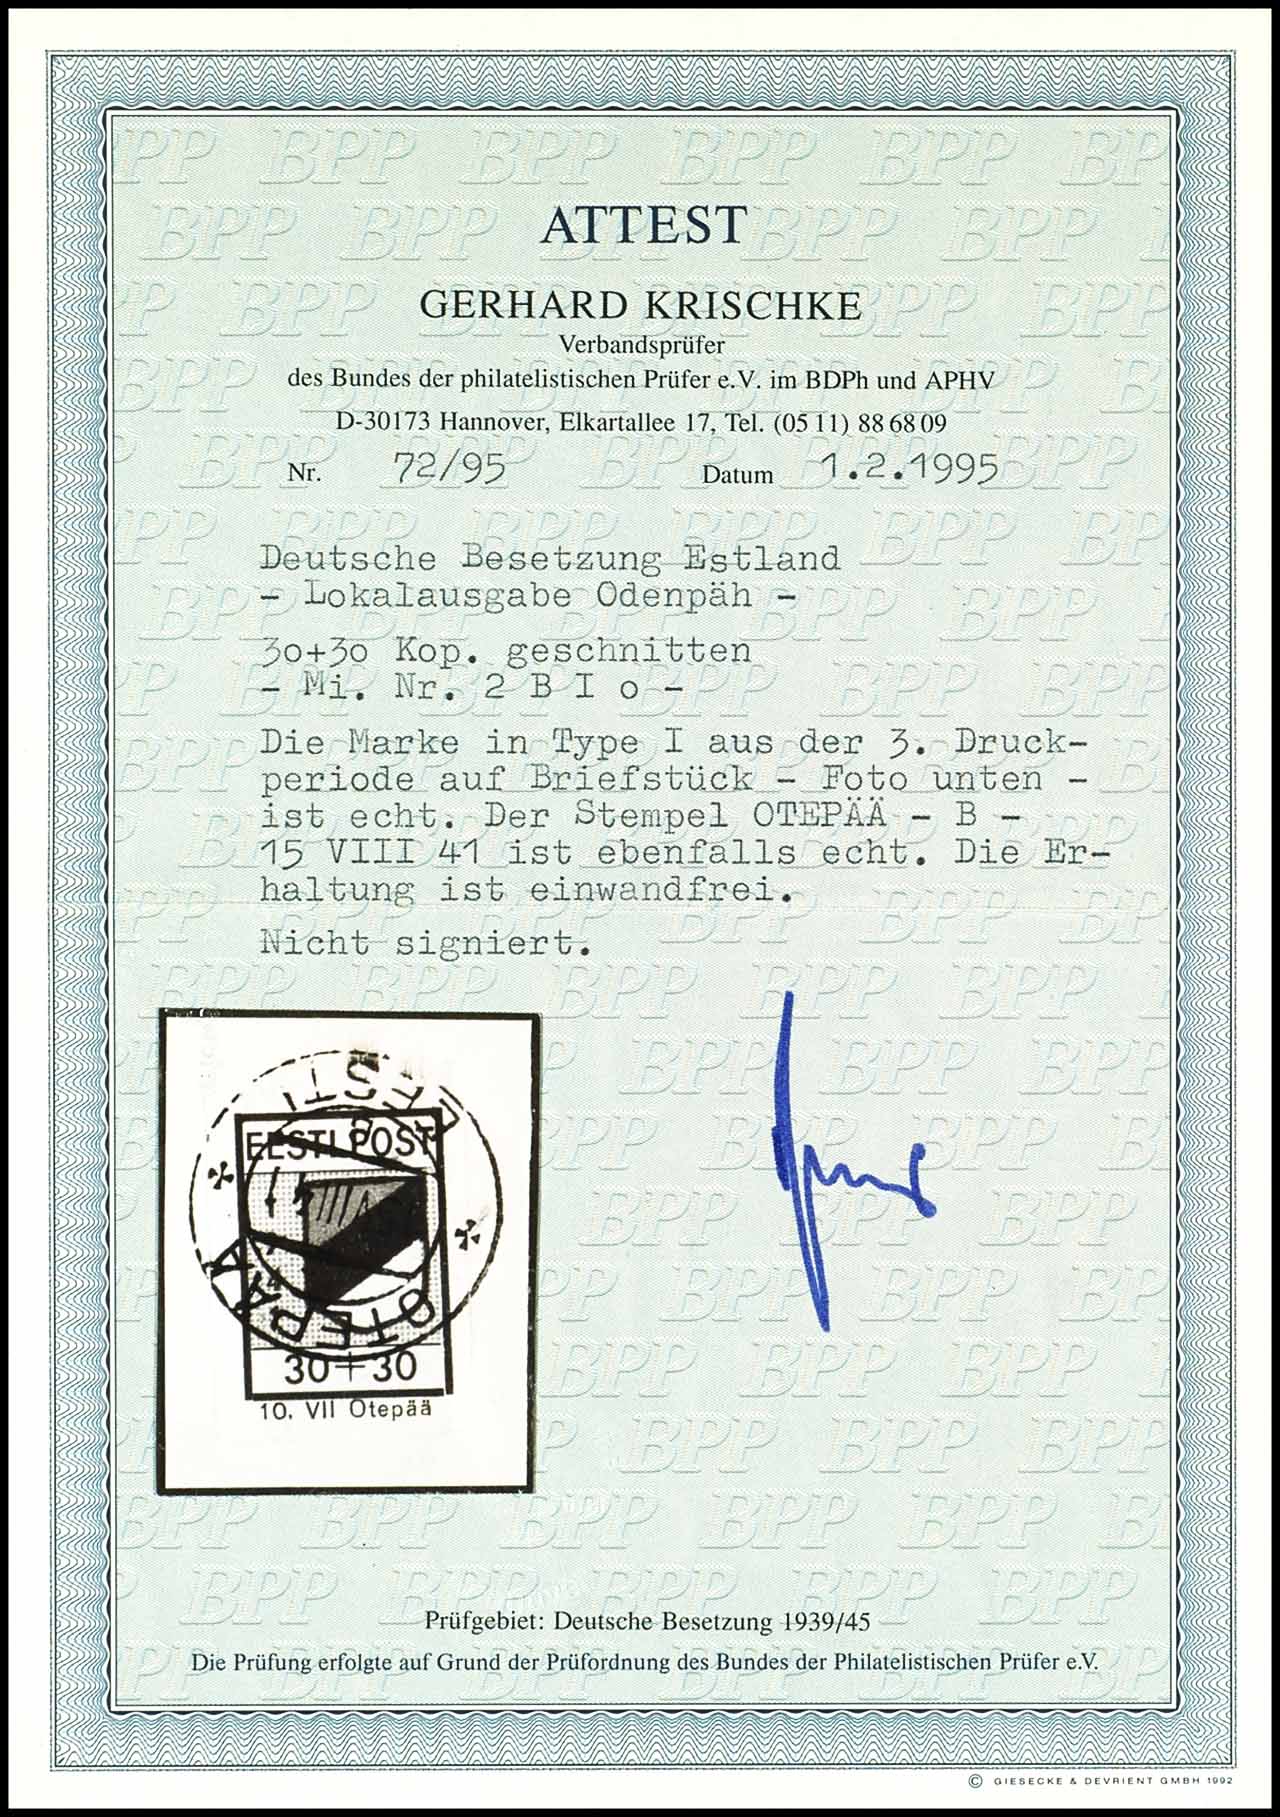 ATTEST
GERHARD KRISCHKE
Verbandsprüfer
des Bundes der philatelistischen Prüfer e.V. im BDPh und APHV
D-30173 Hannover, Elkartallee 17, Tel. (05 11) 88 68 09
Nr. 72/95 Datum 1.2.1995
Deutsche Besetzung Estland
- Lokalausgabe Odenpäh -
30+30 Kop. geschnitten
- Mi. Nr. 2 B I o -
Die Marke in Type I aus der 3. Druck-
periode auf Briefstück - Foto unten -
ist echt. Der Stempel OTEPÄÄ - B -
15 VIII 41 ist ebenfalls echt. Die Er-
haltung ist einwandfrei.
Nicht signiert.
EESTI
EESTI POST
OTEPÄÄ
30+30
10. VII Otepää
Prüfgebiet: Deutsche Besetzung 1939/45
Die Prüfung erfolgte auf Grund der Prüfordnung des Bundes der Philatelistischen Prüfer e.V.
© GIESECKE & DEVRIENT GMBH 1992